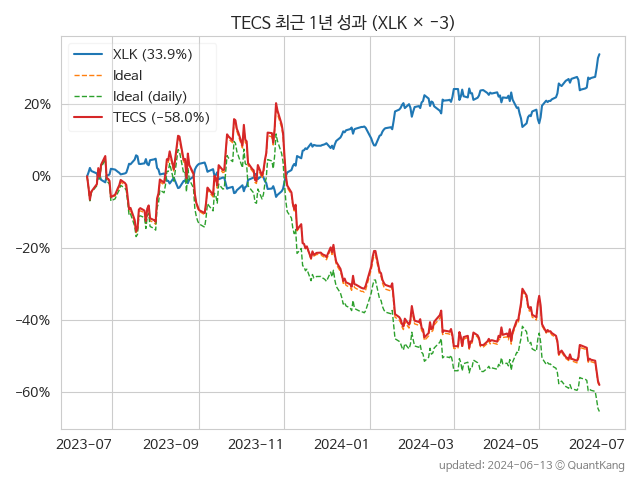 TECS 최근 1년 성과 (XLK × −3)
XLK (33.9%)
Ideal
Ideal (daily)
TECS (−58.0%)
20%
0%
−20%
−40%
−60%
2023−07
2023−09
2023−11
2024−01
2024−03
2024−05
2024−07
updated: 2024−06−13 © QuantKang